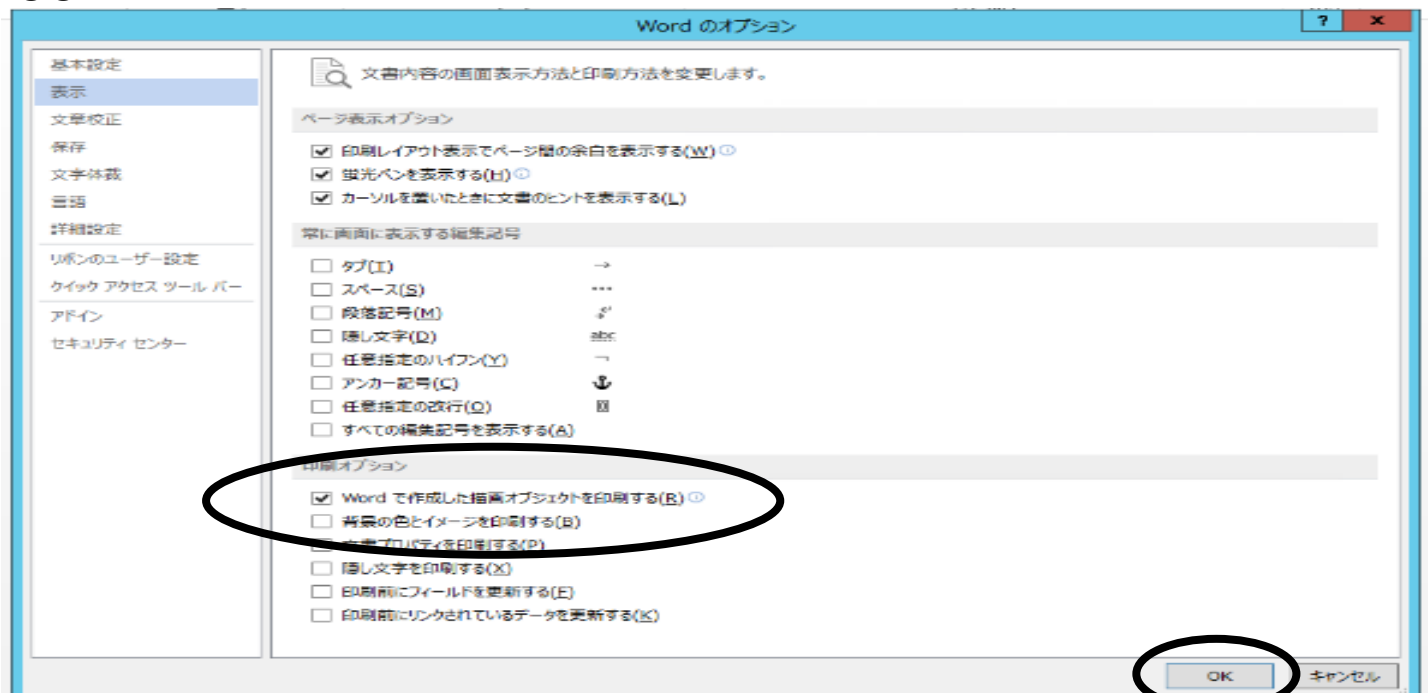 Word のオプション
? x
基本設定
表示
文章校正
保存
文字体裁
言語
詳細設定
リボンのユーザー設定
クイック アクセス ツール バー
アドイン
セキュリティ センター
文書内容の画面表示方法と印刷方法を変更します。
ページ表示オプション
印刷レイアウト表示でページ間の余白を表示する(W)
蛍光ペンを表示する(H)
カーソルを置いたときに文書のヒントを表示する(L)
常に画面に表示する編集記号
タブ(T) →
スペース(S) ...
段落記号(M)
隠し文字(D) abc
任意指定のハイフン(Y) ¬
アンカー記号(C)
任意指定の改行(O)
すべての編集記号を表示する(A)
印刷オプション
Word で作成した描画オブジェクトを印刷する(R)
背景の色とイメージを印刷する(B)
文書プロパティを印刷する(P)
隠し文字を印刷する(X)
印刷前にフィールドを更新する(F)
印刷前にリンクされているデータを更新する(K)
OK キャンセル